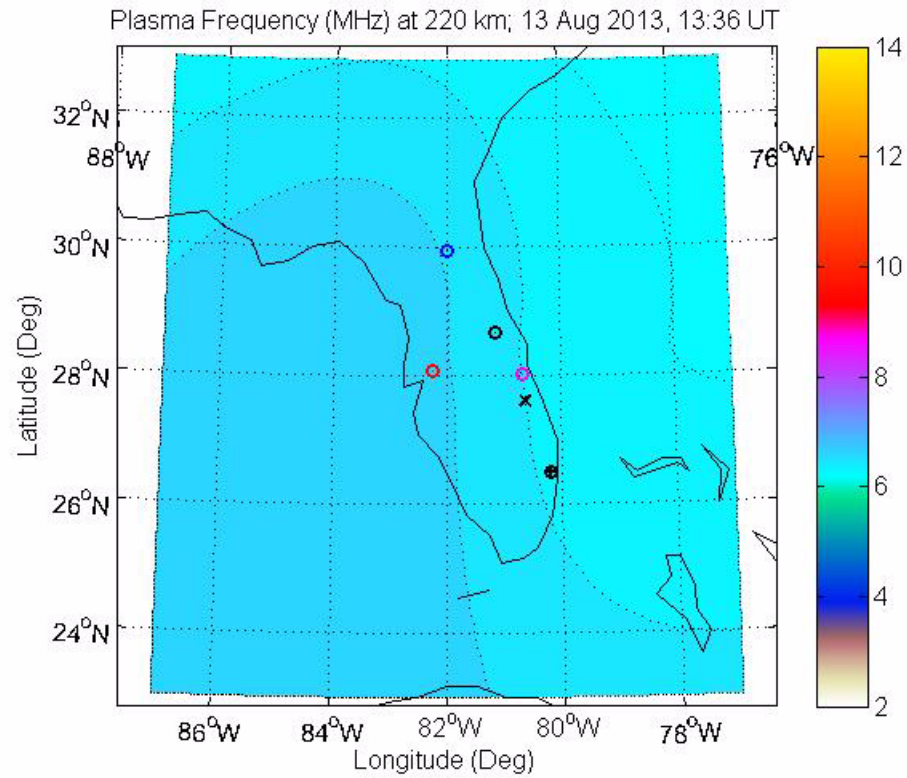 Plasma Frequency (MHz) at 220 km; 13 Aug 2013, 13:36 UT
14
32°N
88°W
76°W
12
30°N
10
Latitude (Deg)
28°N
8
26°N
6
24°N
4
2
86°W 84°W 82°W 80°W 78°W
Longitude (Deg)